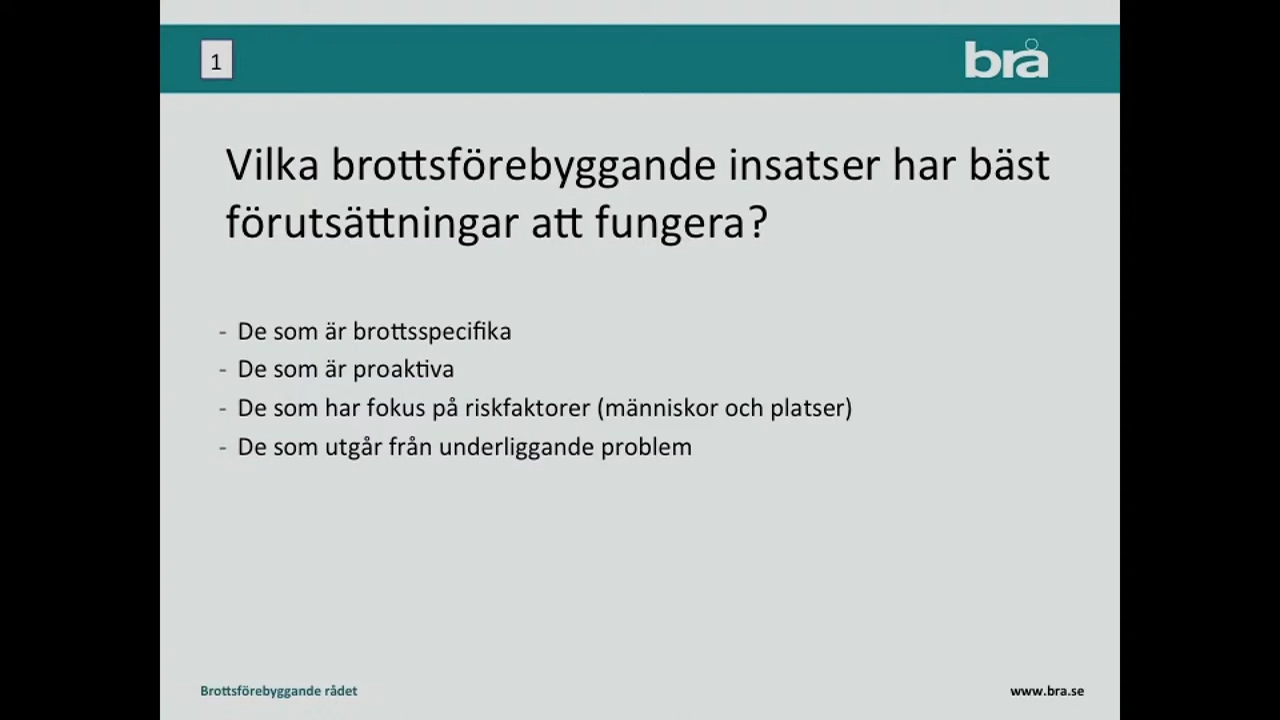 1
brå
Vilka brottsförebyggande insatser har bäst
förutsättningar att fungera?
- De som är brottsspecifika
- De som är proaktiva
- De som har fokus på riskfaktorer (människor och platser)
- De som utgår från underliggande problem
Brottsförebyggande rådet
www.bra.se